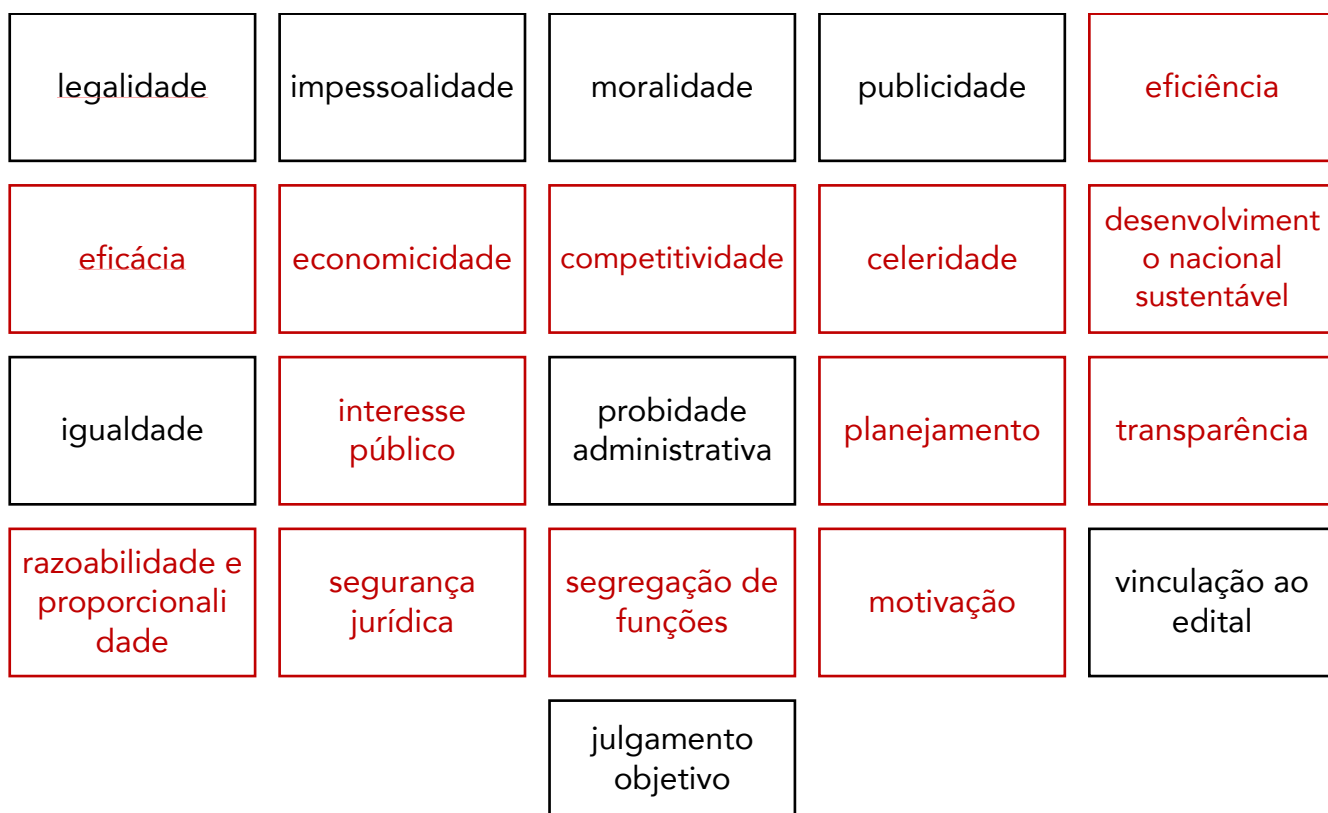 legalidade
impessoalidade
moralidade
publicidade
eficiência
eficácia
economicidade
competitividade
celeridade
desenvolviment
o nacional
sustentável
igualdade
interesse
público
probidade
administrativa
planejamento
transparência
razoabilidade e
proporcionali
dade
segurança
jurídica
segregação de
funções
motivação
vinculação ao
edital
julgamento
objetivo